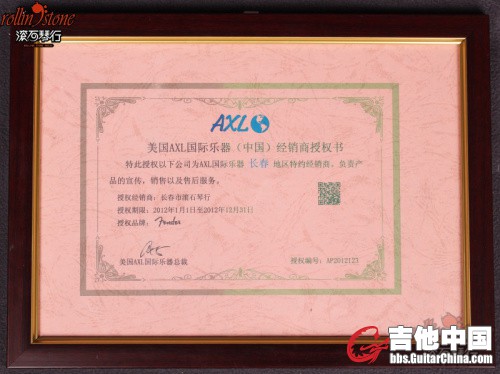 rollin'stone
滚石琴行
AXL
美国AXL国际乐器（中国）经销商授权书
特此授权以下公司为AXL国际乐器 长春 地区特约经销商，负责产
品的宣传，销售以及售后服务。
授权经销商：长春市滚石琴行
授权期限：2012年1月1日至2012年12月31日
授权品牌：Fender
美国AXL国际乐器总裁
授权编号：AP2012123
吉他中国
bbs.GuitarChina.com